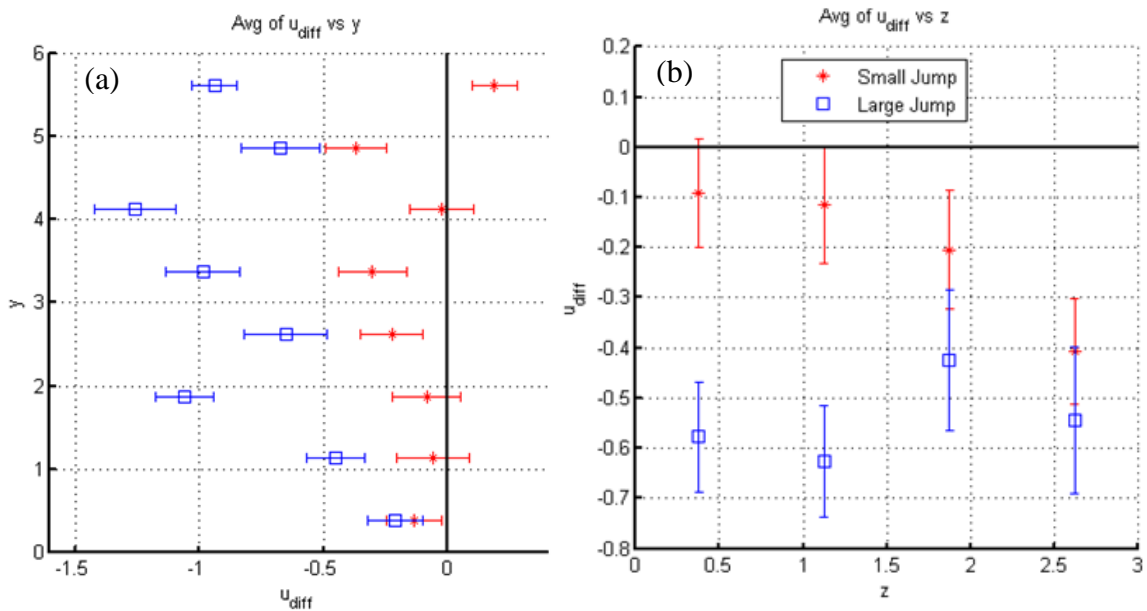 Avg of u_diff vs y
(a)
6
5
4
3
2
1
0
y
-1.5 -1 -0.5 0
u_diff
Avg of u_diff vs z
(b)
Small Jump
Large Jump
0.2
0.1
0
-0.1
-0.2
-0.3
-0.4
-0.5
-0.6
-0.7
-0.8
u_diff
0 0.5 1 1.5 2 2.5 3
z